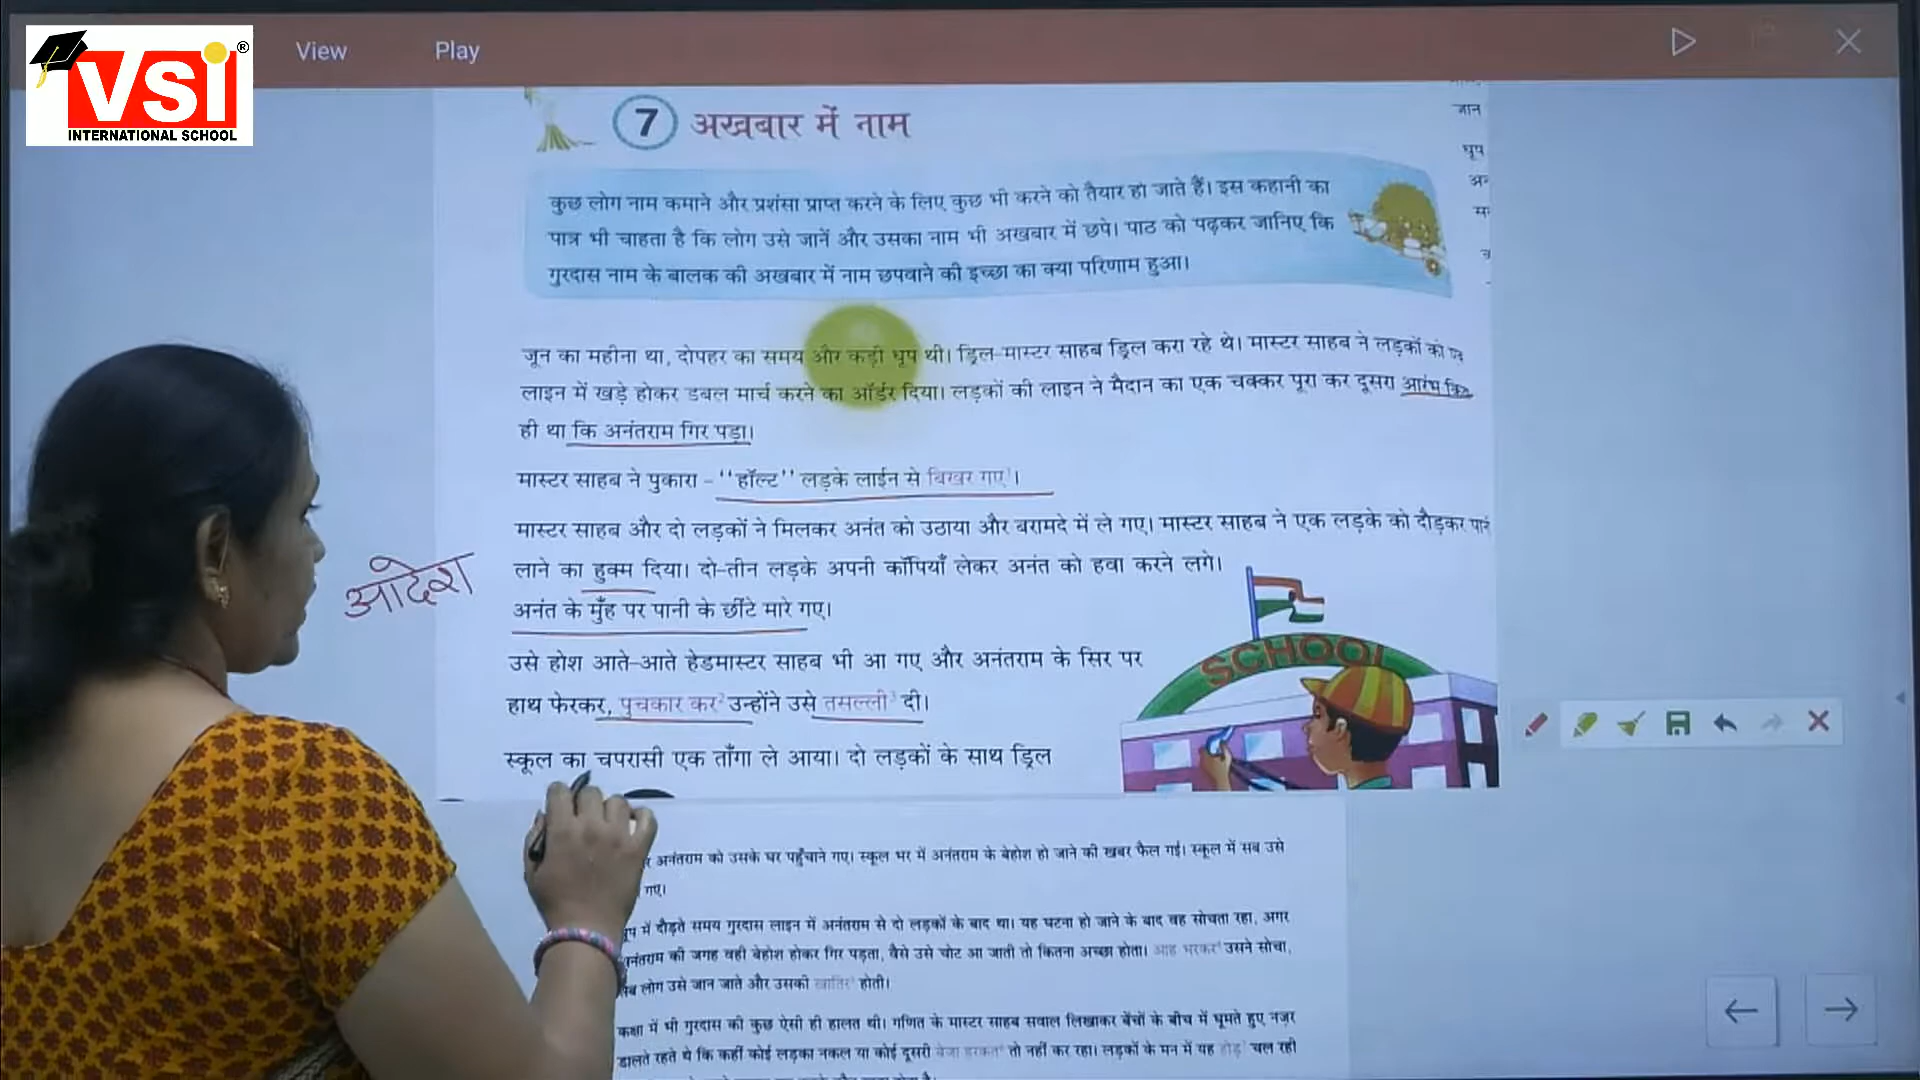 VSI®
INTERNATIONAL SCHOOL
View
Play
7 अखबार में नाम
कुछ लोग नाम कमाने और प्रशंसा प्राप्त करने के लिए कुछ भी करने को तैयार हो जाते हैं। इस कहानी का
पात्र भी चाहता है कि लोग उसे जानें और उसका नाम भी अखबार में छपे। पाठ को पढ़कर जानिए कि
गुरदास नाम के बालक की अखबार में नाम छपवाने की इच्छा का क्या परिणाम हुआ।
जान
धूप
जून का महीना था, दोपहर का समय और कड़ी धूप थी। ड्रिल-मास्टर साहब ड्रिल करा रहे थे। मास्टर साहब ने लड़कों को एक
लाइन में खड़े होकर डबल मार्च करने का ऑर्डर दिया। लड़कों की लाइन ने मैदान का एक चक्कर पूरा कर दूसरा आरंभ
ही था कि अनंतराम गिर पड़ा।
मास्टर साहब ने पुकारा – ‘‘हॉल्ट’’ लड़के लाईन से बिखर गए¹।
मास्टर साहब और दो लड़कों ने मिलकर अनंत को उठाया और बरामदे में ले गए। मास्टर साहब ने एक लड़के को दौड़कर
लाने का हुक्म दिया। दो-तीन लड़के अपनी कॉपियाँ लेकर अनंत को हवा करने लगे।
आदेश
अनंत के मुँह पर पानी के छींटे मारे गए।
उसे होश आते-आते हेडमास्टर साहब भी आ गए और अनंतराम के सिर पर
हाथ फेरकर, पुचकार कर² उन्होंने उसे तसल्ली³ दी।
स्कूल का चपरासी एक ताँगा ले आया। दो लड़कों के साथ ड्रिल
SCHOOL
अनंतराम को उसके घर पहुँचाने गए। स्कूल भर में अनंतराम के बेहोश हो जाने की खबर फैल गई। स्कूल में सब उसे
गए।
में दौड़ते समय गुरदास लाइन में अनंतराम से दो लड़कों के बाद था। यह घटना हो जाने के बाद वह सोचता रहा, अगर
की जगह वही बेहोश होकर गिर पड़ता, वैसे उसे चोट आ जाती तो कितना अच्छा होता। आह भरकर⁴ उसने सोचा,
लोग उसे जान जाते और उसकी खातिर⁵ होती।
कक्षा में भी गुरदास की कुछ ऐसी ही हालत थी। गणित के मास्टर साहब सवाल लिखाकर बेंचों के बीच में घूमते हुए नज़र
डालते रहते थे कि कहीं कोई लड़का नकल या कोई दूसरी बेजा हरकत⁶ तो नहीं कर रहा। लड़कों के मन में यह होड़⁷ चल रही